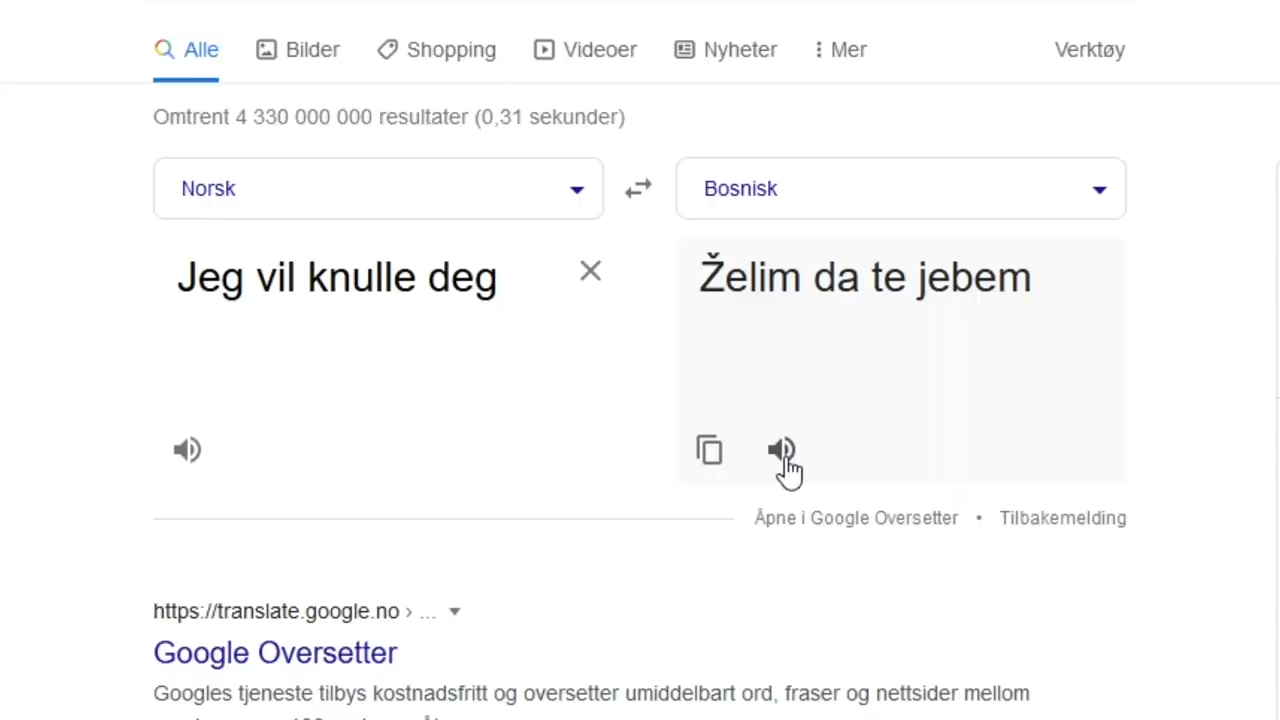 Alle Bilder Shopping Videoer Nyheter Mer Verktøy
Omtrent 4 330 000 000 resultater (0,31 sekunder)
Norsk Bosnisk
Jeg vil knulle deg Želim da te jebem
Åpne i Google Oversetter • Tilbakemelding
https://translate.google.no › ...
Google Oversetter
Googles tjeneste tilbys kostnadsfritt og oversetter umiddelbart ord, fraser og nettsider mellom